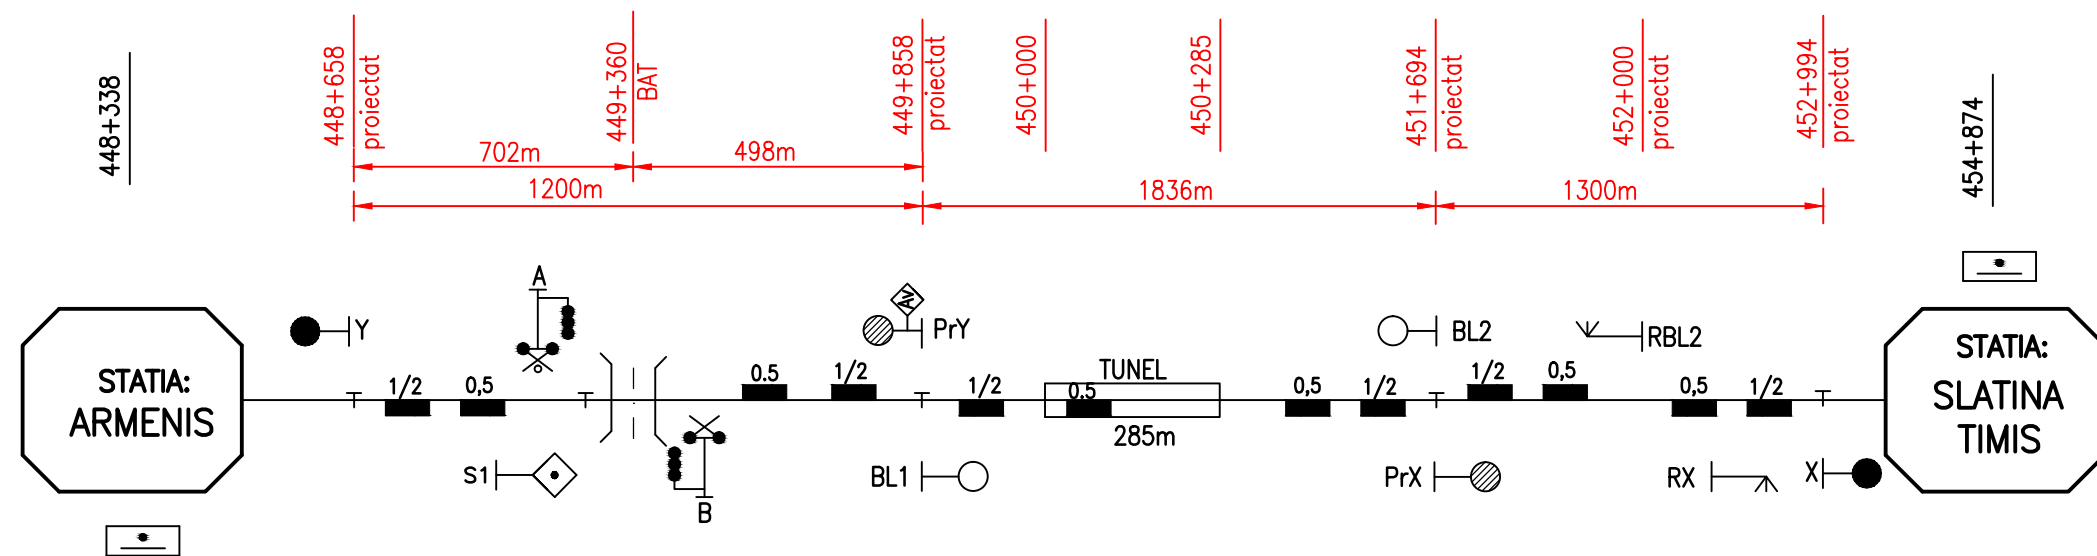 448+338
448+658
proiectat
449+360
BAT
449+858
proiectat
450+000
450+285
451+694
proiectat
452+000
proiectat
452+994
proiectat
454+874
702m
498m
1200m
1836m
1300m
A
Y
AV
PrY
BL2
RBL2
STATIA:
ARMENIS
1/2
0,5
0.5
1/2
1/2
TUNEL
0.5
285m
0,5
1/2
1/2
0,5
0,5
1/2
STATIA:
SLATINA
TIMIS
S1
B
BL1
PrX
RX
X